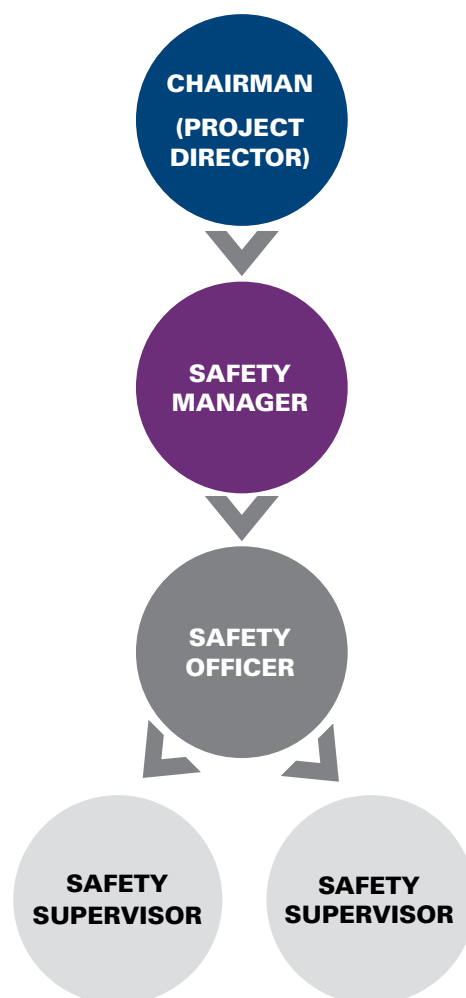 CHAIRMAN
(PROJECT
DIRECTOR)
SAFETY
MANAGER
SAFETY
OFFICER
SAFETY
SUPERVISOR
SAFETY
SUPERVISOR